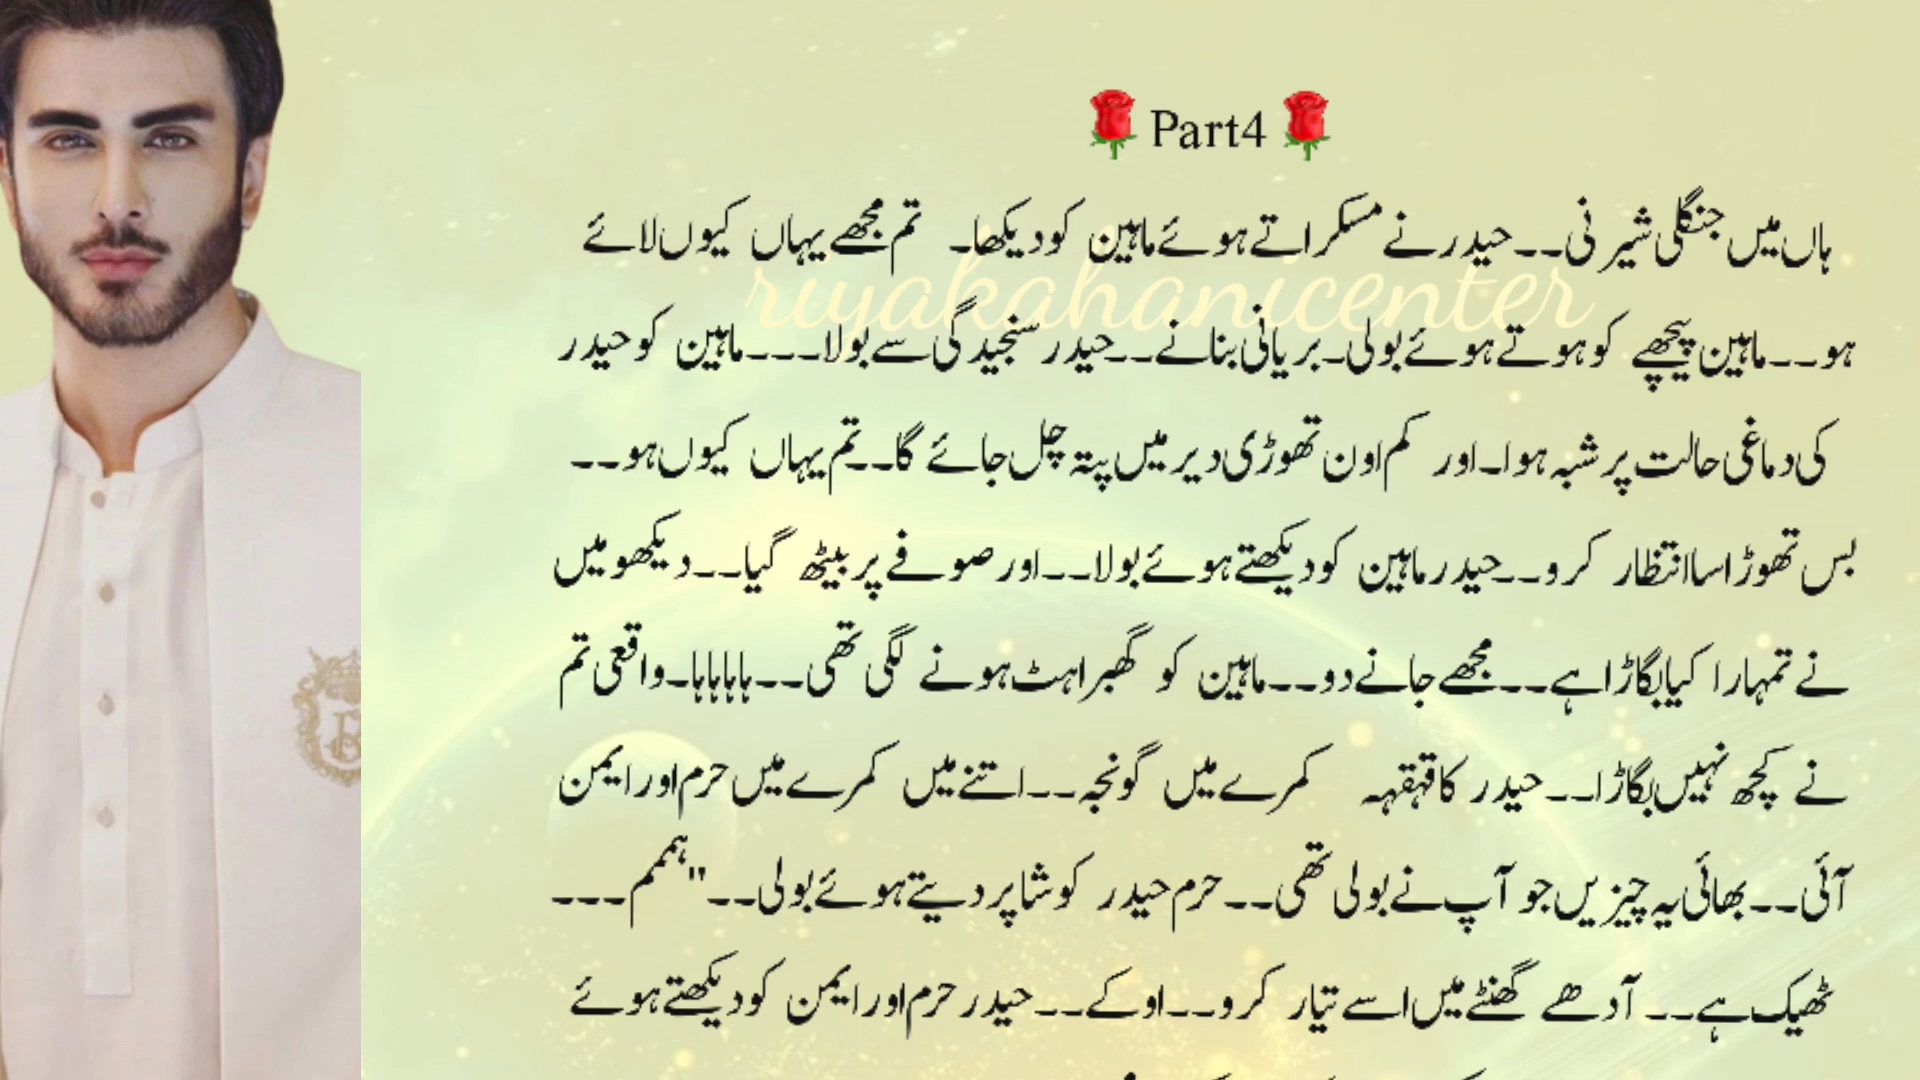 🌹Part4🌹
ہاں میں جنگلی شیرنی۔۔حیدر نے مسکراتے ہوئے ماہین کو دیکھا۔ تم مجھے یہاں کیوں لائے
riyakahanicenter
ہو۔۔ماہین پیچھے کو ہوتے ہوئے بولی۔بریانی بنانے۔۔حیدر سنجیدگی سے بولا۔۔۔ماہین کو حیدر
کی دماغی حالت پر شبہ ہوا۔اور کم اون تھوڑی دیر میں پتہ چل جائے گا۔۔تم یہاں کیوں ہو۔۔
بس تھوڑا سا انتظار کرو۔۔حیدر ماہین کو دیکھتے ہوئے بولا۔۔اور صوفے پر بیٹھ گیا۔۔دیکھو میں
نے تمہارا کیا بگاڑا ہے۔۔مجھے جانے دو۔۔ماہین کو گھبراہٹ ہونے لگی تھی۔۔ہاہاہاہا۔واقعی تم
نے کچھ نہیں بگاڑا۔۔حیدر کا قہقہہ کمرے میں گونجہ۔۔اتنے میں کمرے میں حرم اور ایمن
آئی۔۔بھائی یہ چیزیں جو آپ نے بولی تھی۔۔حرم حیدر کو شاپر دیتے ہوئے بولی۔۔"ہممم۔۔۔
ٹھیک ہے۔۔ آدھے گھنٹے میں اسے تیار کرو۔۔اوکے۔۔حیدر حرم اور ایمن کو دیکھتے ہوئے